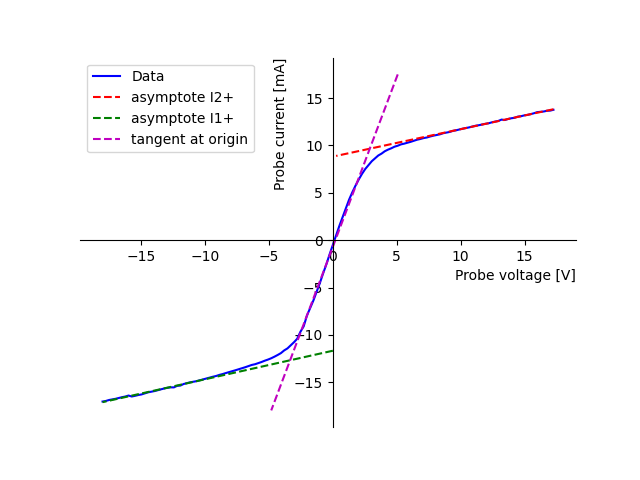 Data
asymptote I2+
asymptote I1+
tangent at origin
Probe current [mA]
15
10
5
0
−15 −10 −5 0 5 10 15
Probe voltage [V]
−5
−10
−15